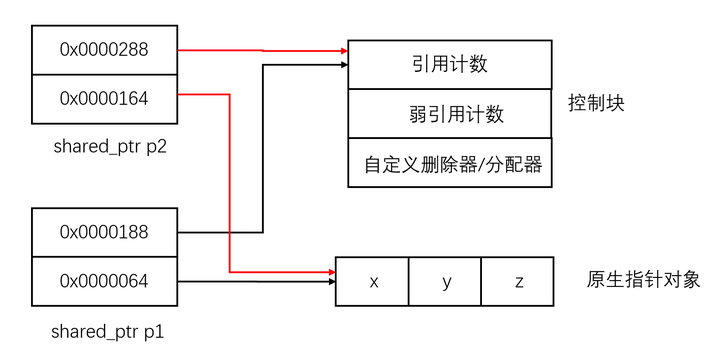 0x0000288
0x0000164
shared_ptr p2
引用计数
弱引用计数
自定义删除器/分配器
控制块
0x0000188
0x0000064
shared_ptr p1
x
y
z
原生指针对象